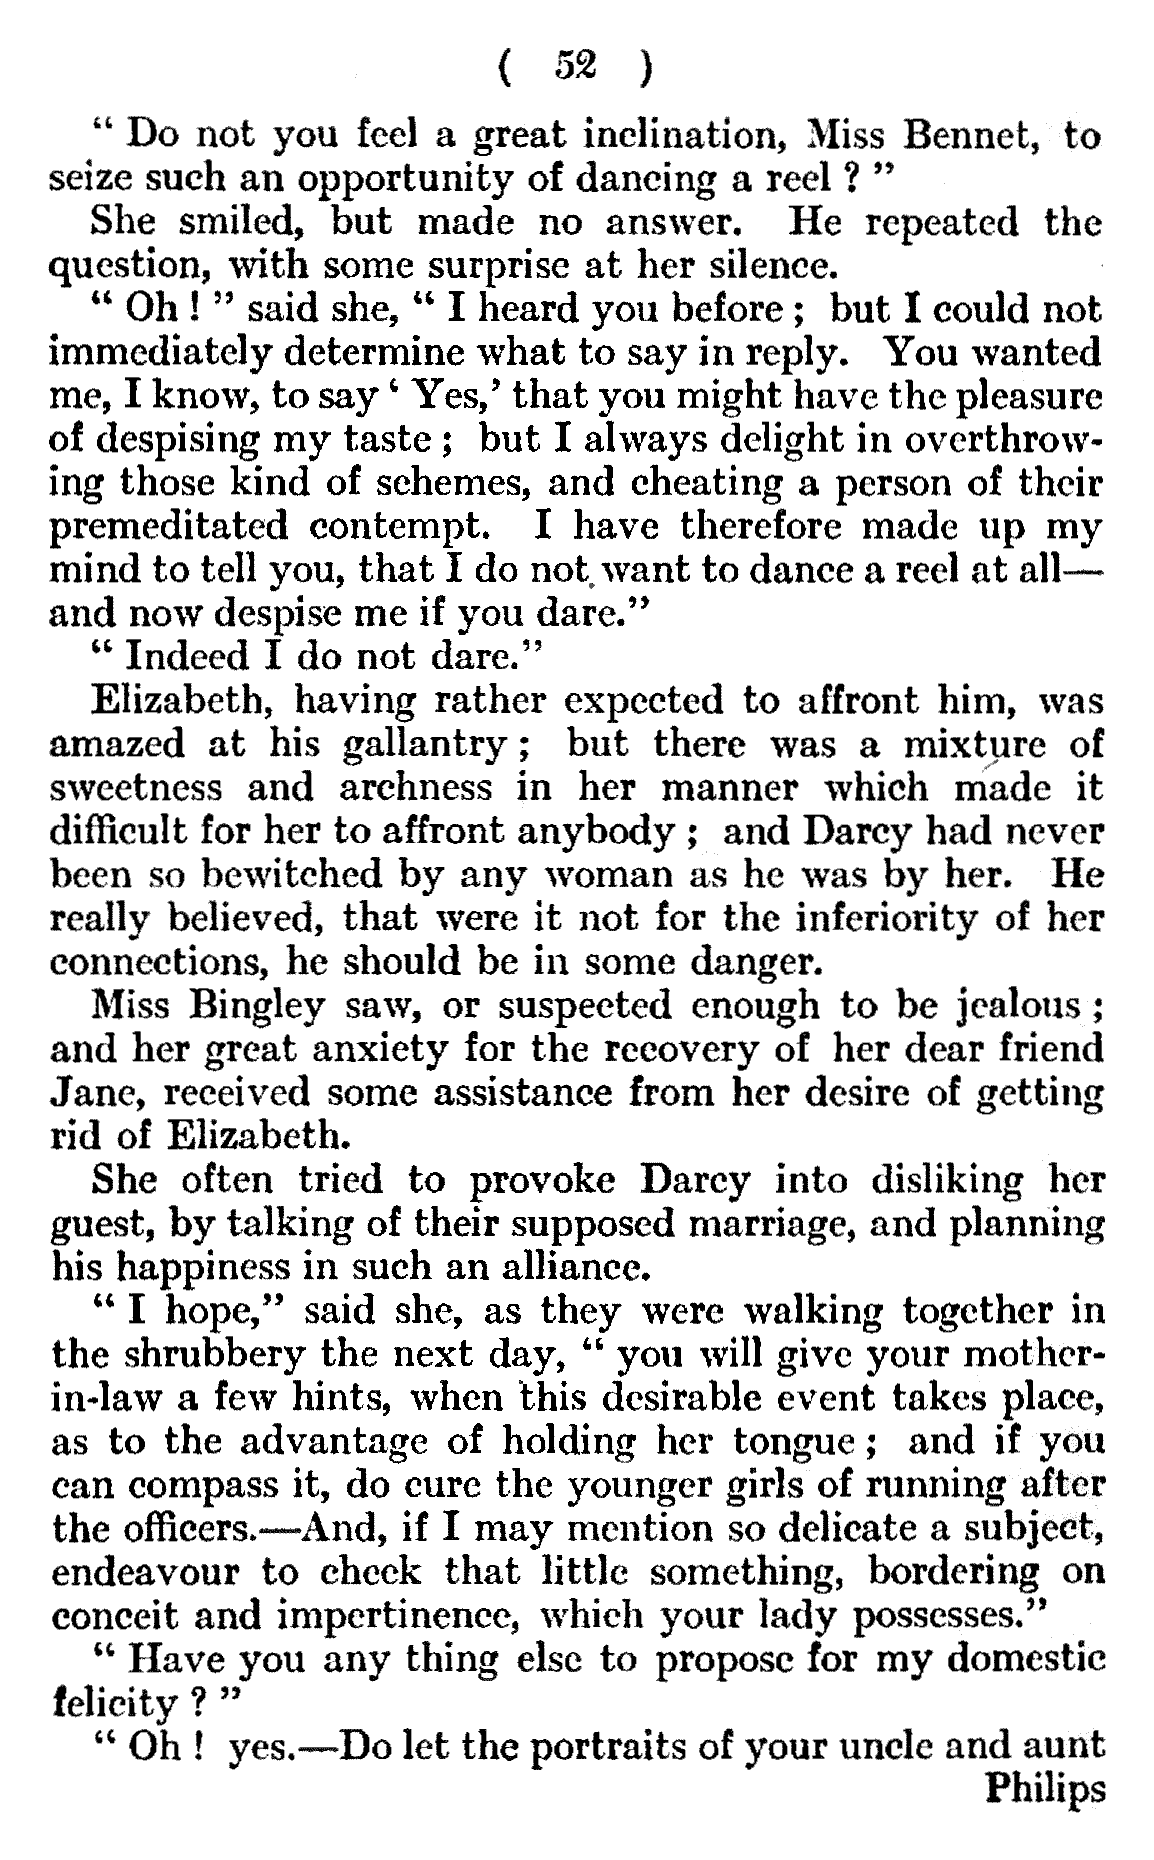 ( 52 )
“ Do not you feel a great inclination, Miss Bennet, to
seize such an opportunity of dancing a reel ? ”
She smiled, but made no answer. He repeated the
question, with some surprise at her silence.
“ Oh ! ” said she, “ I heard you before ; but I could not
immediately determine what to say in reply. You wanted
me, I know, to say ‘ Yes,’ that you might have the pleasure
of despising my taste ; but I always delight in overthrow-
ing those kind of schemes, and cheating a person of their
premeditated contempt. I have therefore made up my
mind to tell you, that I do not want to dance a reel at all—
and now despise me if you dare.”
“ Indeed I do not dare.”
Elizabeth, having rather expected to affront him, was
amazed at his gallantry ; but there was a mixture of
sweetness and archness in her manner which made it
difficult for her to affront anybody ; and Darcy had never
been so bewitched by any woman as he was by her. He
really believed, that were it not for the inferiority of her
connections, he should be in some danger.
Miss Bingley saw, or suspected enough to be jealous ;
and her great anxiety for the recovery of her dear friend
Jane, received some assistance from her desire of getting
rid of Elizabeth.
She often tried to provoke Darcy into disliking her
guest, by talking of their supposed marriage, and planning
his happiness in such an alliance.
“ I hope,” said she, as they were walking together in
the shrubbery the next day, “ you will give your mother-
in-law a few hints, when this desirable event takes place,
as to the advantage of holding her tongue ; and if you
can compass it, do cure the younger girls of running after
the officers.—And, if I may mention so delicate a subject,
endeavour to check that little something, bordering on
conceit and impertinence, which your lady possesses.”
“ Have you any thing else to propose for my domestic
felicity ? ”
“ Oh ! yes.—Do let the portraits of your uncle and aunt
Philips